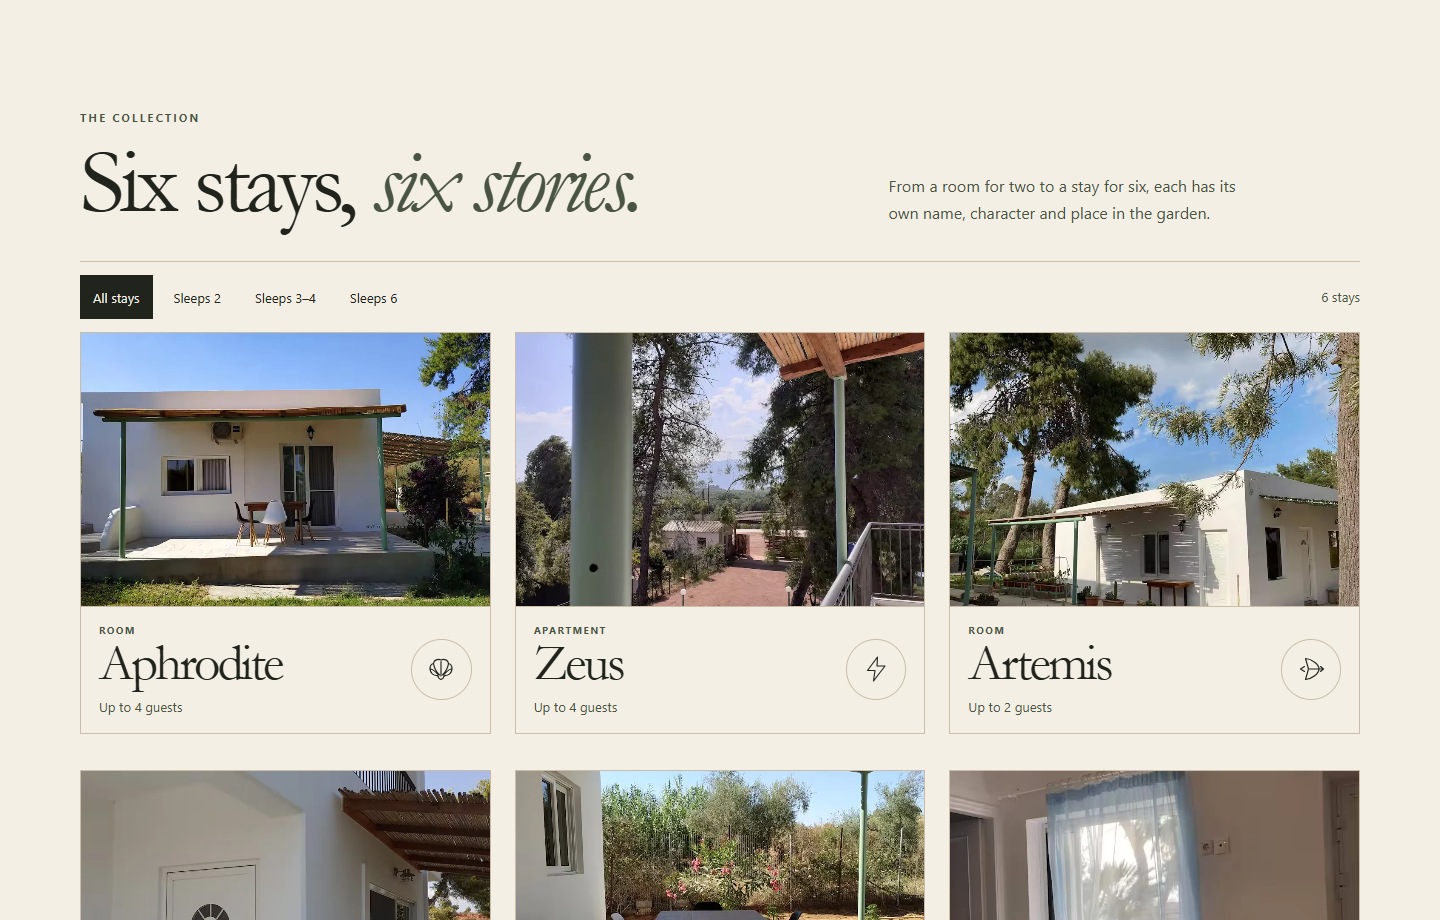 THE COLLECTION
Six stays, six stories.
From a room for two to a stay for six, each has its
own name, character and place in the garden.
All stays
Sleeps 2
Sleeps 3–4
Sleeps 6
6 stays
ROOM
Aphrodite
Up to 4 guests
APARTMENT
Zeus
Up to 4 guests
ROOM
Artemis
Up to 2 guests